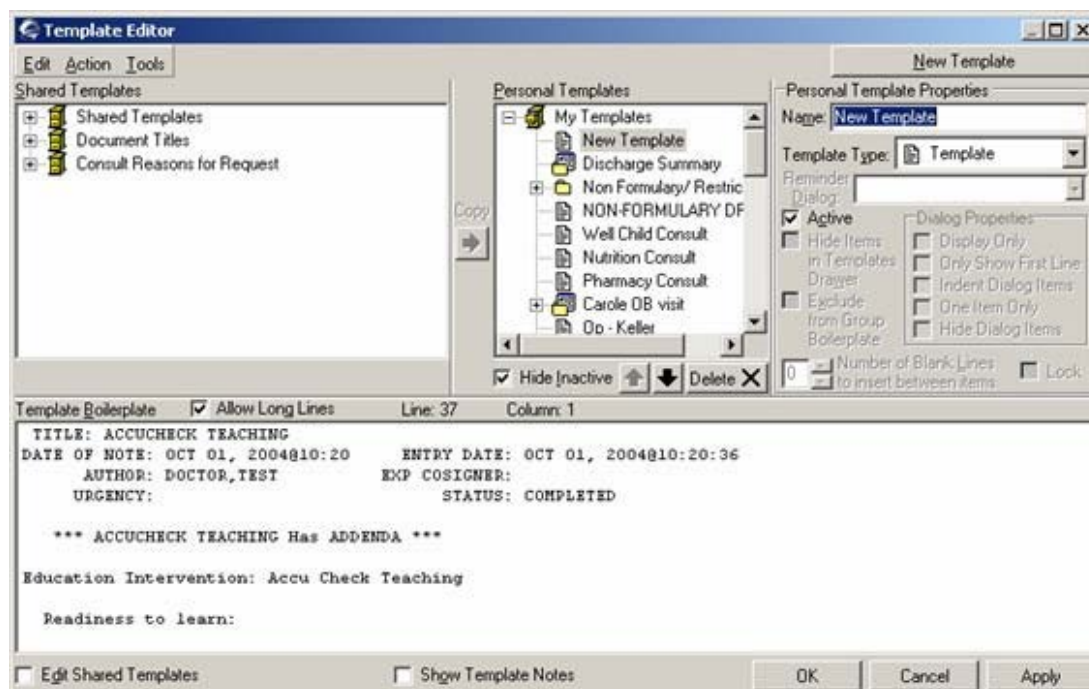 Template Editor
Edit Action Tools
New Template
Shared Templates
Shared Templates
Document Titles
Consult Reasons for Request
Copy
Personal Templates
My Templates
New Template
Discharge Summary
Non Formulary/ Restric
NON-FORMULARY DF
Well Child Consult
Nutrition Consult
Pharmacy Consult
Carole OB visit
Op - Keller
Hide Inactive
Delete
Personal Template Properties
Name: New Template
Template Type: Template
Reminder
Dialog:
Active
Hide Items
in Templates
Drawer
Exclude
from Group
Boilerplate
Dialog Properties
Display Only
Only Show First Line
Indent Dialog Items
One Item Only
Hide Dialog Items
0 Number of Blank Lines
to insert between items
Lock
Template Boilerplate Allow Long Lines Line: 37 Column: 1
TITLE: ACCUCHECK TEACHING
DATE OF NOTE: OCT 01, 2004@10:20 ENTRY DATE: OCT 01, 2004@10:20:36
AUTHOR: DOCTOR,TEST EXP COSIGNER:
URGENCY: STATUS: COMPLETED
*** ACCUCHECK TEACHING Has ADDENDA ***
Education Intervention: Accu Check Teaching
Readiness to learn:
Edit Shared Templates Show Template Notes OK Cancel Apply